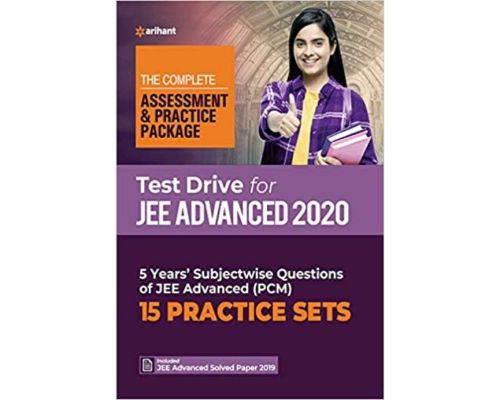 arihant
THE COMPLETE
ASSESSMENT
& PRACTICE
PACKAGE
Test Drive for
JEE ADVANCED 2020
5 Years' Subjectwise Questions
of JEE Advanced (PCM)
15 PRACTICE SETS
Included
JEE Advanced Solved Paper 2019